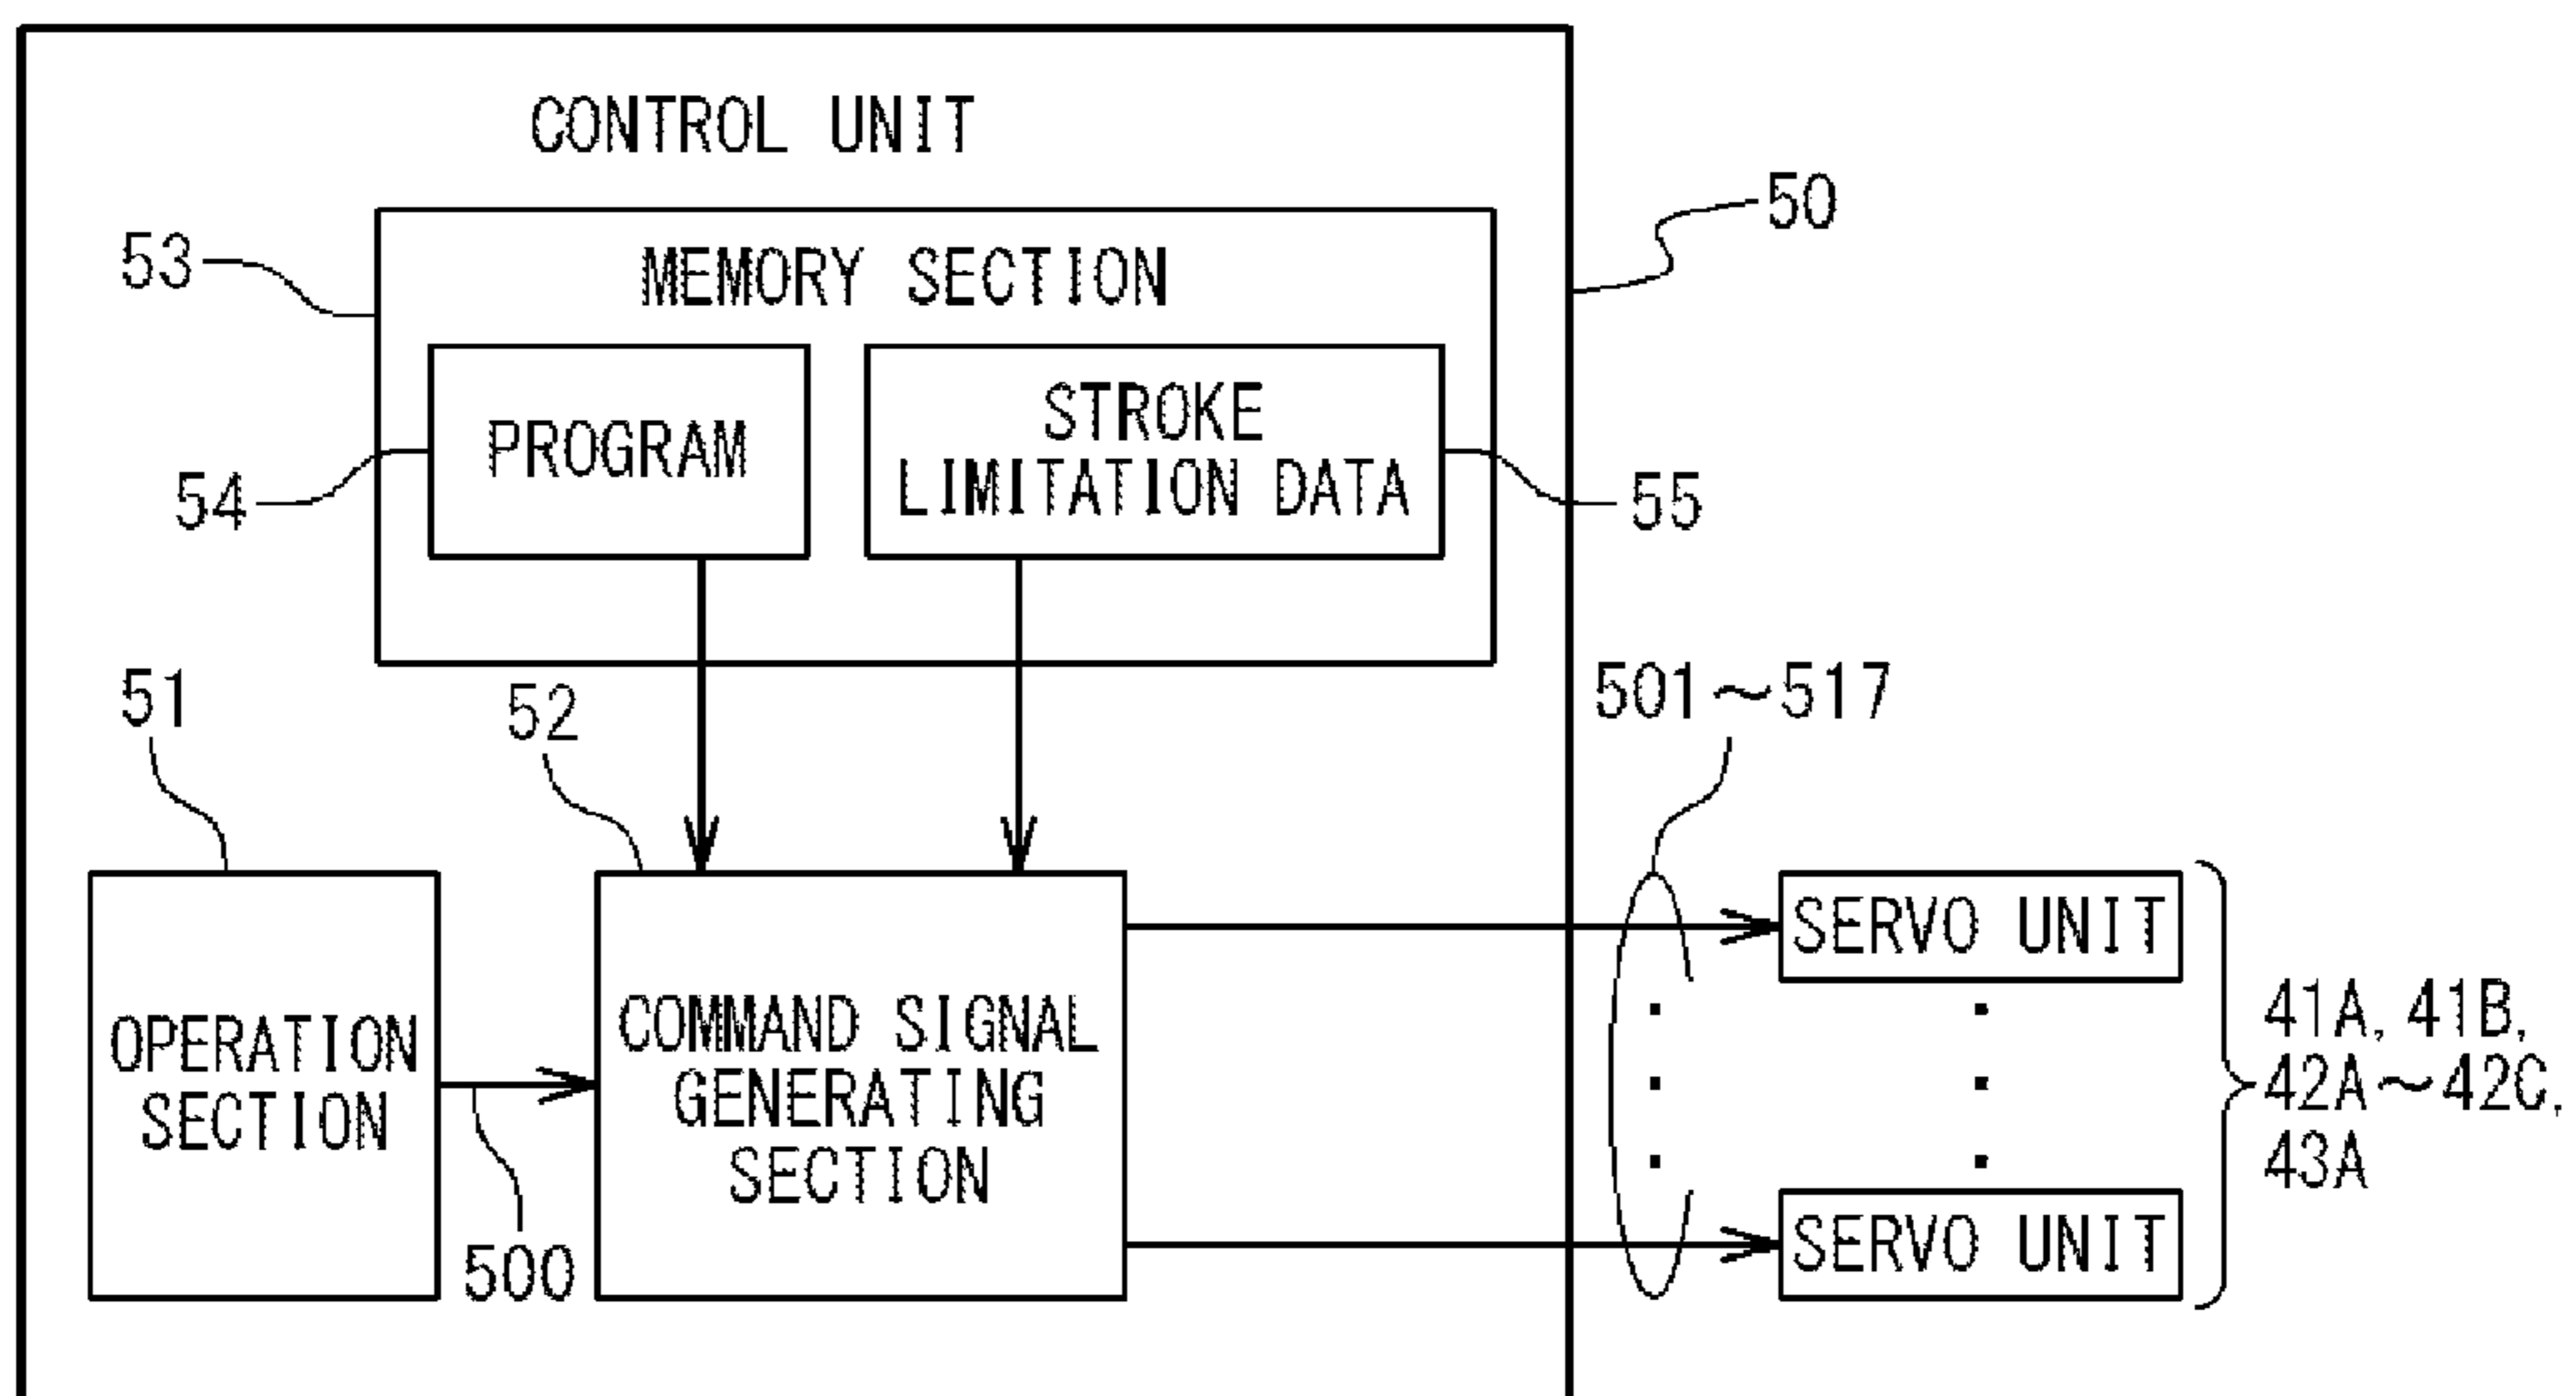 CONTROL UNIT
50
53
MEMORY SECTION
PROGRAM
STROKE
LIMITATION DATA
54
55
51
52
501～517
OPERATION
SECTION
500
COMMAND SIGNAL
GENERATING
SECTION
SERVO UNIT
SERVO UNIT
41A, 41B,
42A～42C,
43A